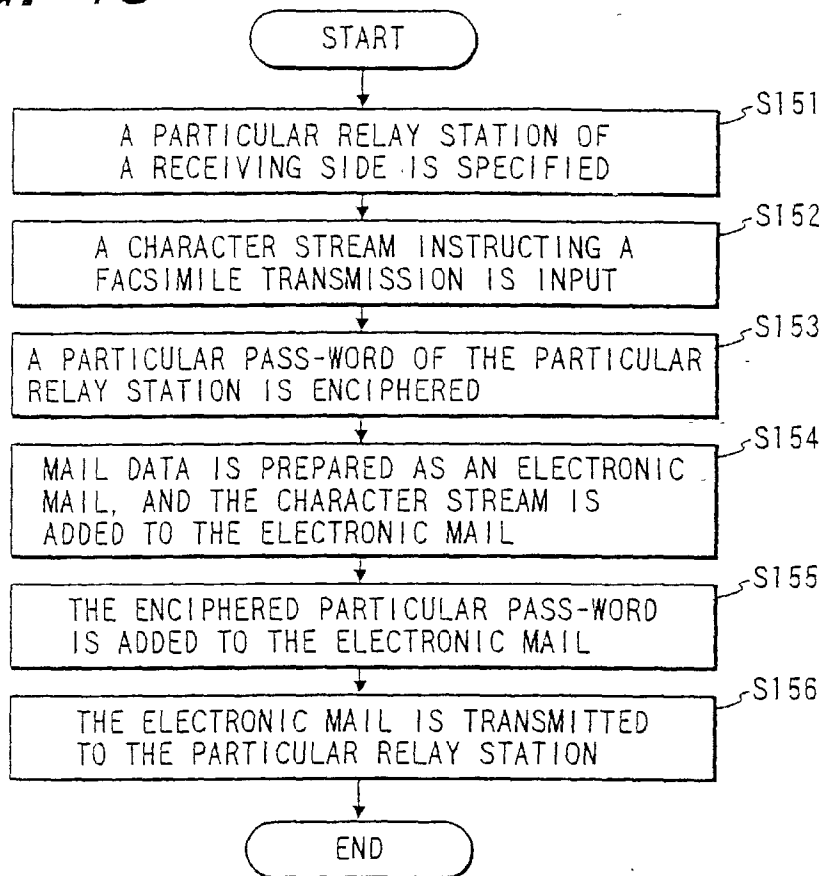 START
S151
A PARTICULAR RELAY STATION OF
A RECEIVING SIDE IS SPECIFIED
S152
A CHARACTER STREAM INSTRUCTING A
FACSIMILE TRANSMISSION IS INPUT
S153
A PARTICULAR PASS-WORD OF THE PARTICULAR
RELAY STATION IS ENCIPHERED
S154
MAIL DATA IS PREPARED AS AN ELECTRONIC
MAIL, AND THE CHARACTER STREAM IS
ADDED TO THE ELECTRONIC MAIL
S155
THE ENCIPHERED PARTICULAR PASS-WORD
IS ADDED TO THE ELECTRONIC MAIL
S156
THE ELECTRONIC MAIL IS TRANSMITTED
TO THE PARTICULAR RELAY STATION
END